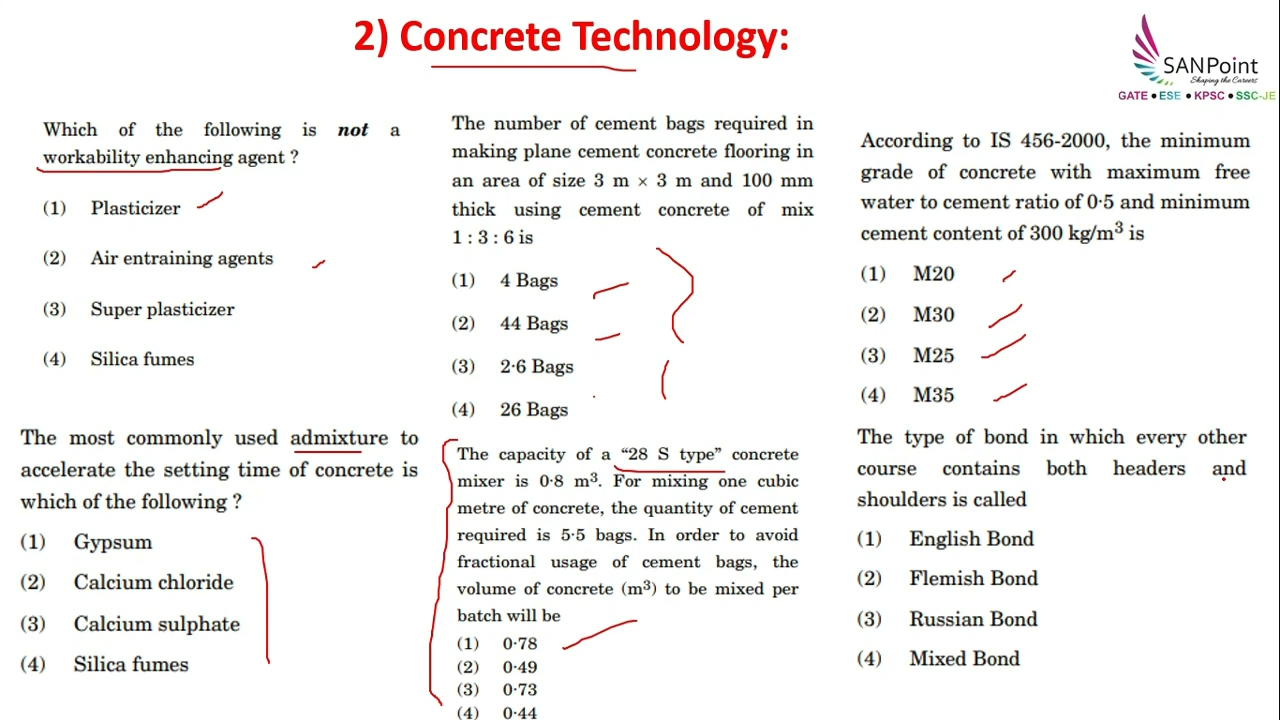 2) Concrete Technology:
SANPoint
Shaping the Careers
GATE ● ESE ● KPSC ● SSC-JE
Which of the following is not a
workability enhancing agent ?
(1) Plasticizer
(2) Air entraining agents
(3) Super plasticizer
(4) Silica fumes
The most commonly used admixture to
accelerate the setting time of concrete is
which of the following ?
(1) Gypsum
(2) Calcium chloride
(3) Calcium sulphate
(4) Silica fumes
The number of cement bags required in
making plane cement concrete flooring in
an area of size 3 m × 3 m and 100 mm
thick using cement concrete of mix
1 : 3 : 6 is
(1) 4 Bags
(2) 44 Bags
(3) 2·6 Bags
(4) 26 Bags
The capacity of a “28 S type” concrete
mixer is 0·8 m³. For mixing one cubic
metre of concrete, the quantity of cement
required is 5·5 bags. In order to avoid
fractional usage of cement bags, the
volume of concrete (m³) to be mixed per
batch will be
(1) 0·78
(2) 0·49
(3) 0·73
(4) 0·44
According to IS 456-2000, the minimum
grade of concrete with maximum free
water to cement ratio of 0·5 and minimum
cement content of 300 kg/m³ is
(1) M20
(2) M30
(3) M25
(4) M35
The type of bond in which every other
course contains both headers and
shoulders is called
(1) English Bond
(2) Flemish Bond
(3) Russian Bond
(4) Mixed Bond